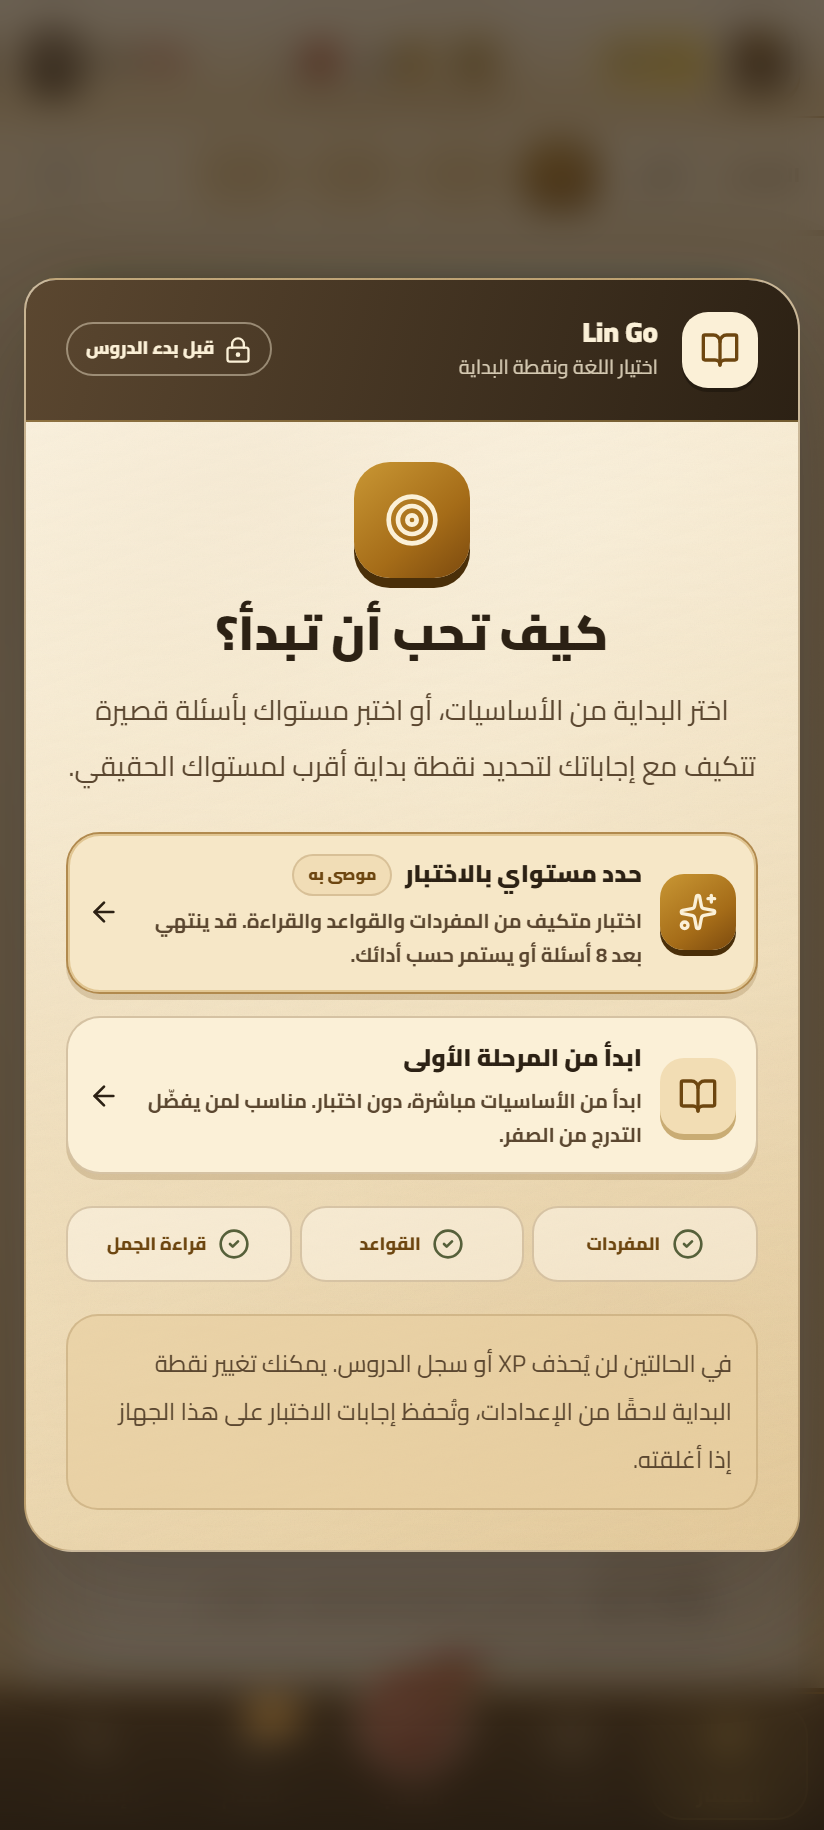 Lin Go
اختيار اللغة ونقطة البداية
قبل بدء الدروس
كيف تحب أن تبدأ؟
اختر البداية من الأساسيات، أو اختبر مستواك بأسئلة قصيرة
تتكيف مع إجاباتك لتحديد نقطة بداية أقرب لمستواك الحقيقي.
حدد مستواي بالاختبار
موصى به
اختبار متكيف من المفردات والقواعد والقراءة. قد ينتهي
بعد 8 أسئلة أو يستمر حسب أدائك.
ابدأ من المرحلة الأولى
ابدأ من الأساسيات مباشرة، دون اختبار. مناسب لمن يفضّل
التدرج من الصفر.
المفردات
القواعد
قراءة الجمل
في الحالتين لن يُحذف XP أو سجل الدروس. يمكنك تغيير نقطة
البداية لاحقًا من الإعدادات، وتُحفظ إجابات الاختبار على هذا الجهاز
إذا أغلقته.